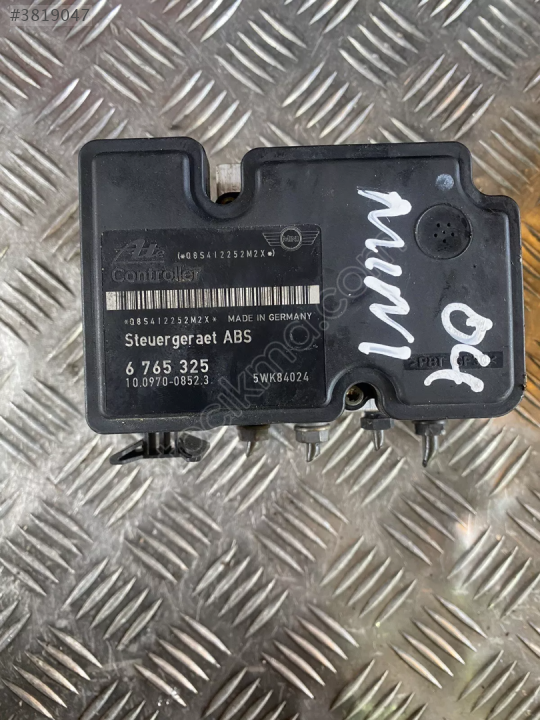 #3819047
Ate
(●085412252M2X●)
MINI
Controller
*085412252M2X* MADE IN GERMANY
Steuergeraet ABS
6 765 325
10.0970-0852.3
5WK84024
MINI
04